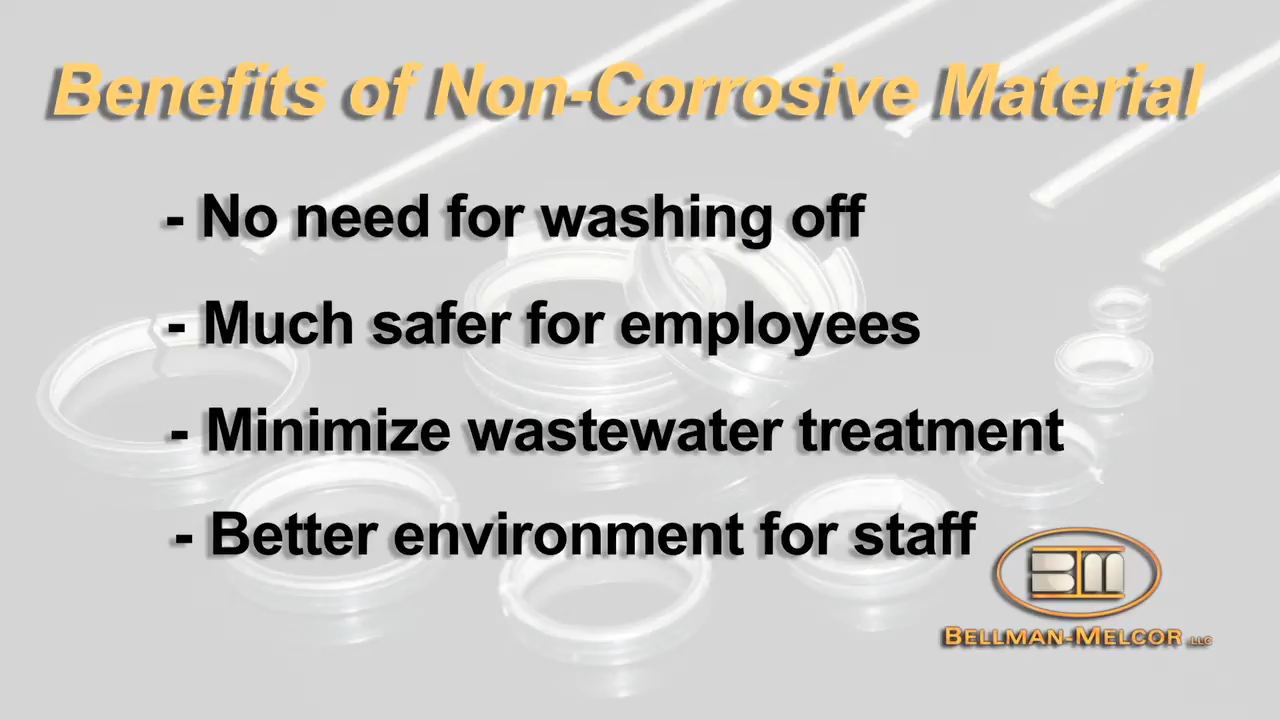 Benefits of Non-Corrosive Material
- No need for washing off
- Much safer for employees
- Minimize wastewater treatment
- Better environment for staff
BTM
BELLMAN-MELCOR LLC